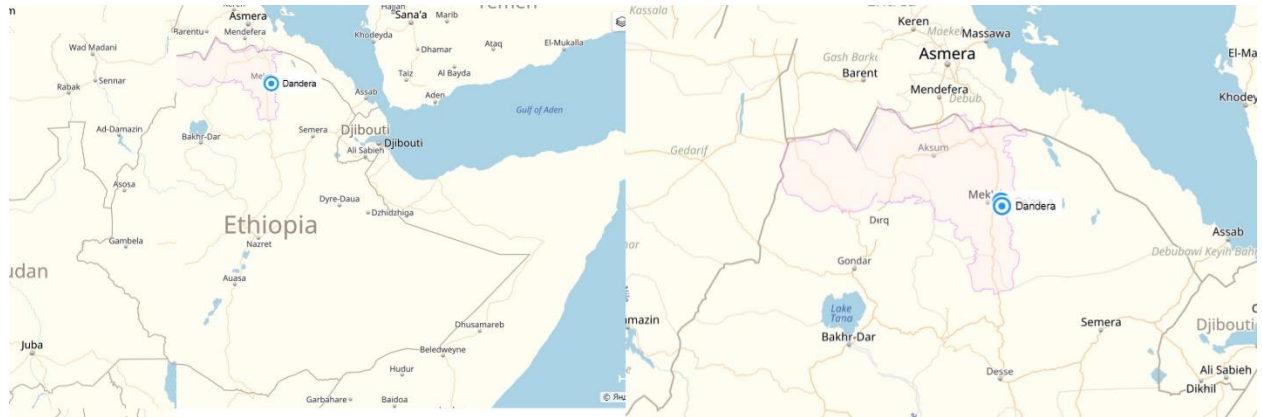 Asmera
Barentu
Mendefera
Wad Madani
Sennar
Rabak
Ad-Damazin
Bakhr-Dar
Asosa
Gambela
Juba
Dandera
Semera
Ethiopia
Dyre-Daua
Dzhidzhiga
Nazret
Auasa
Sana'a
Marib
Khodeyda
Dhamar
Ataq
El-Mukalla
Taiz
Al Bayda
Aden
Assab
Gulf of Aden
Djibouti
Djibouti
Ali Sabieh
Dhusamareb
Beledweyne
Hudur
Garbahare
Baidoa
Kassala
Keren
Massawa
Asmera
Gash Barkı
Barent
Mendefera
Debub
Gedarif
Aksum
Dandera
Dırq
Gondar
Lake
Tana
Bakhr-Dar
Desse
Semera
Assab
Debubawi Keyih Bah
Djibouti
Ali Sabieh
Dikhil